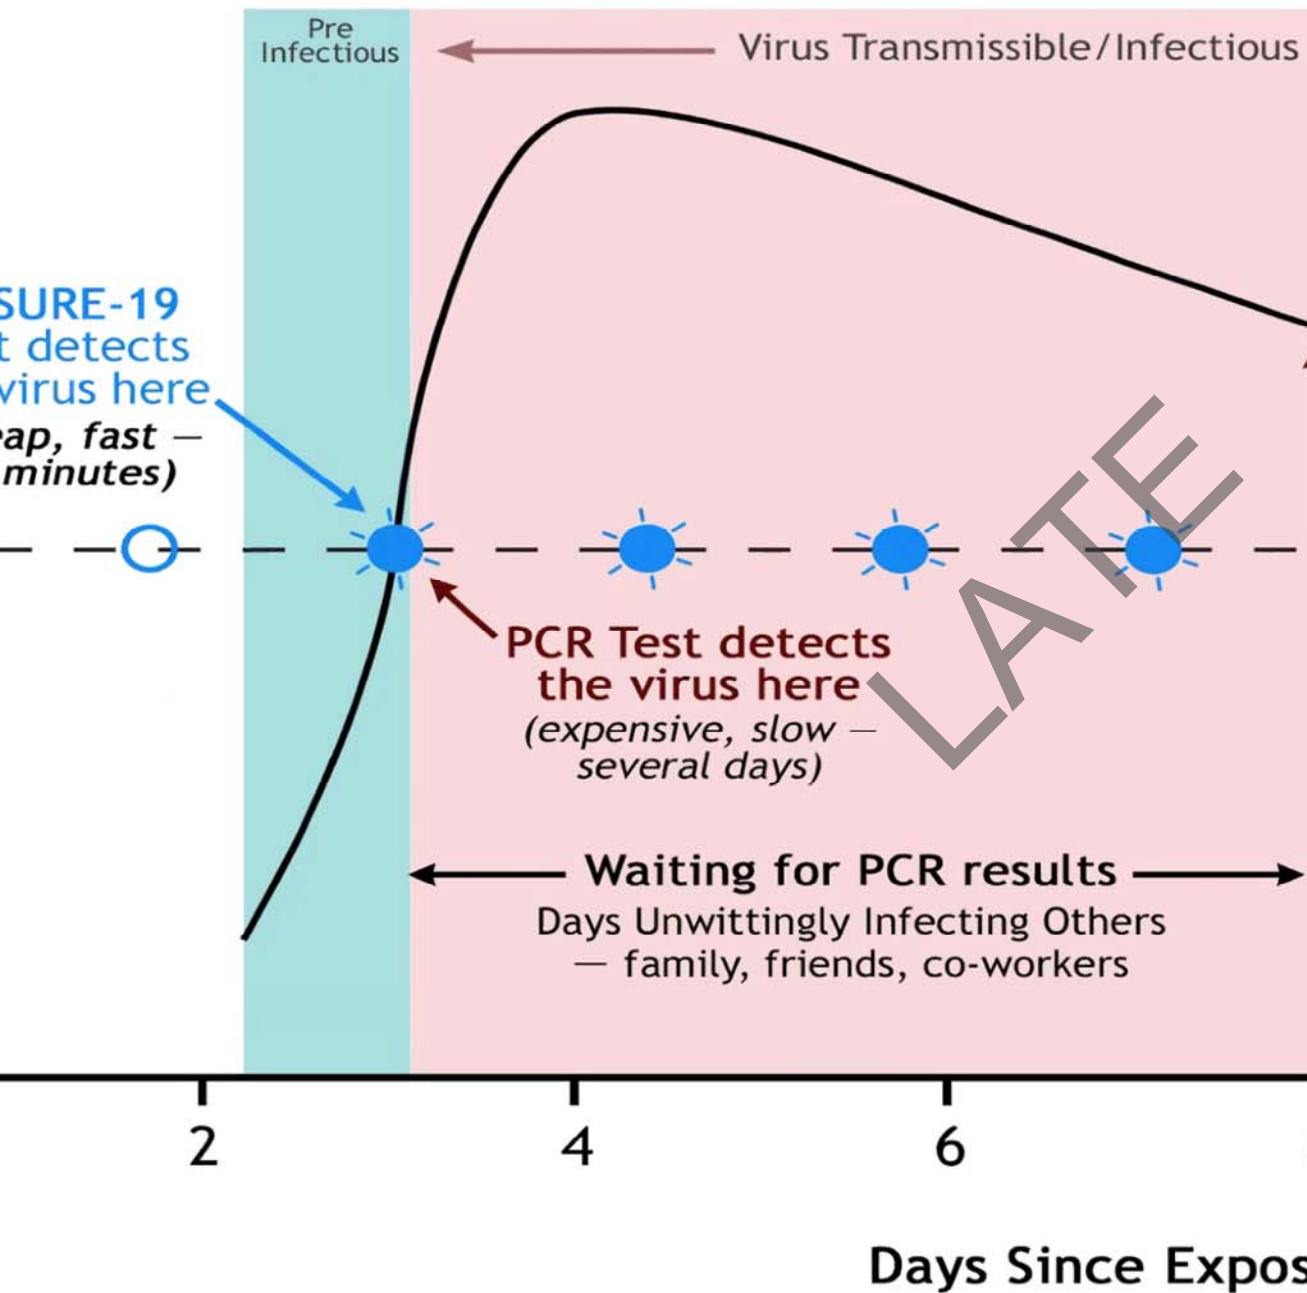 Pre
Infectious
Virus Transmissible/Infectious
SURE-19
t detects
virus here
eap, fast —
minutes)
PCR Test detects
the virus here
(expensive, slow —
several days)
LATE
Waiting for PCR results
Days Unwittingly Infecting Others
— family, friends, co-workers
2
4
6
Days Since Expos